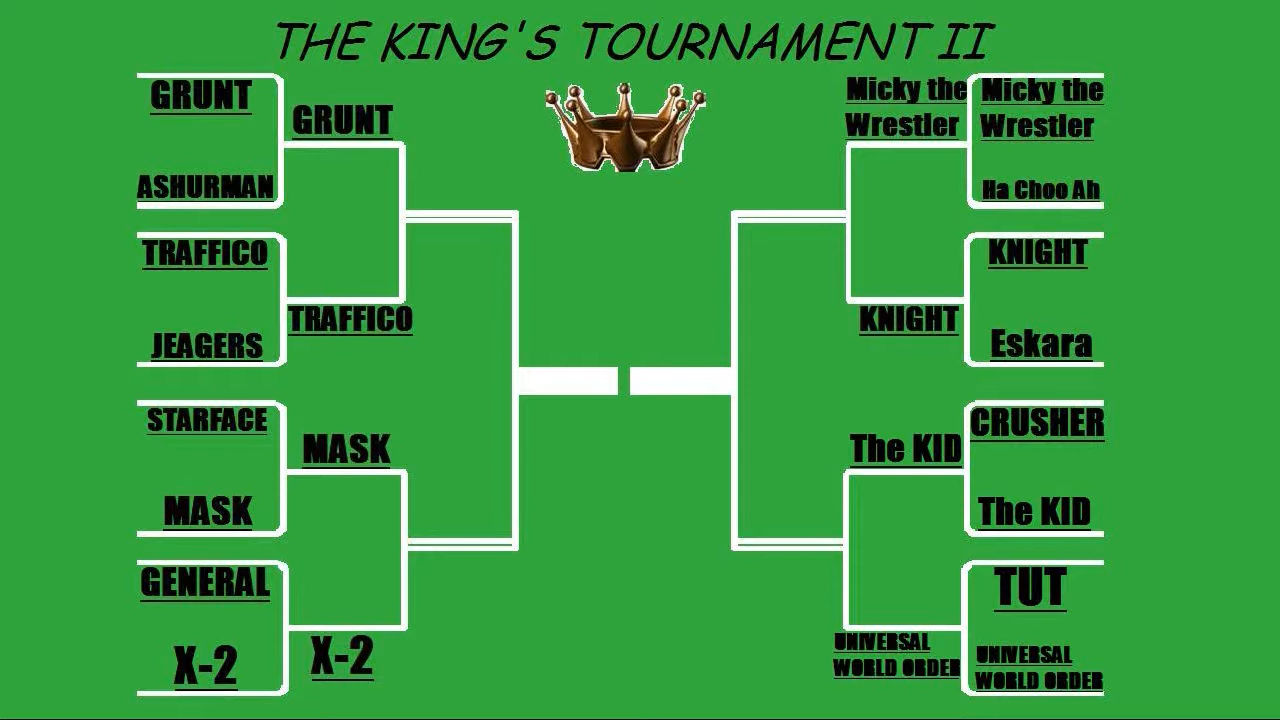 THE KING'S TOURNAMENT II
GRUNT
ASHURMAN
TRAFFICO
JEAGERS
STARFACE
MASK
GENERAL
X-2
GRUNT
TRAFFICO
MASK
X-2
Micky the
Wrestler
KNIGHT
The KID
UNIVERSAL
WORLD ORDER
Micky the
Wrestler
Ha Choo Ah
KNIGHT
Eskara
CRUSHER
The KID
TUT
UNIVERSAL
WORLD ORDER